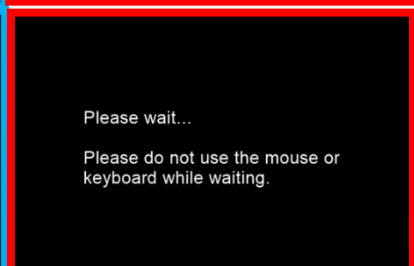 Please wait...
Please do not use the mouse or
keyboard while waiting.